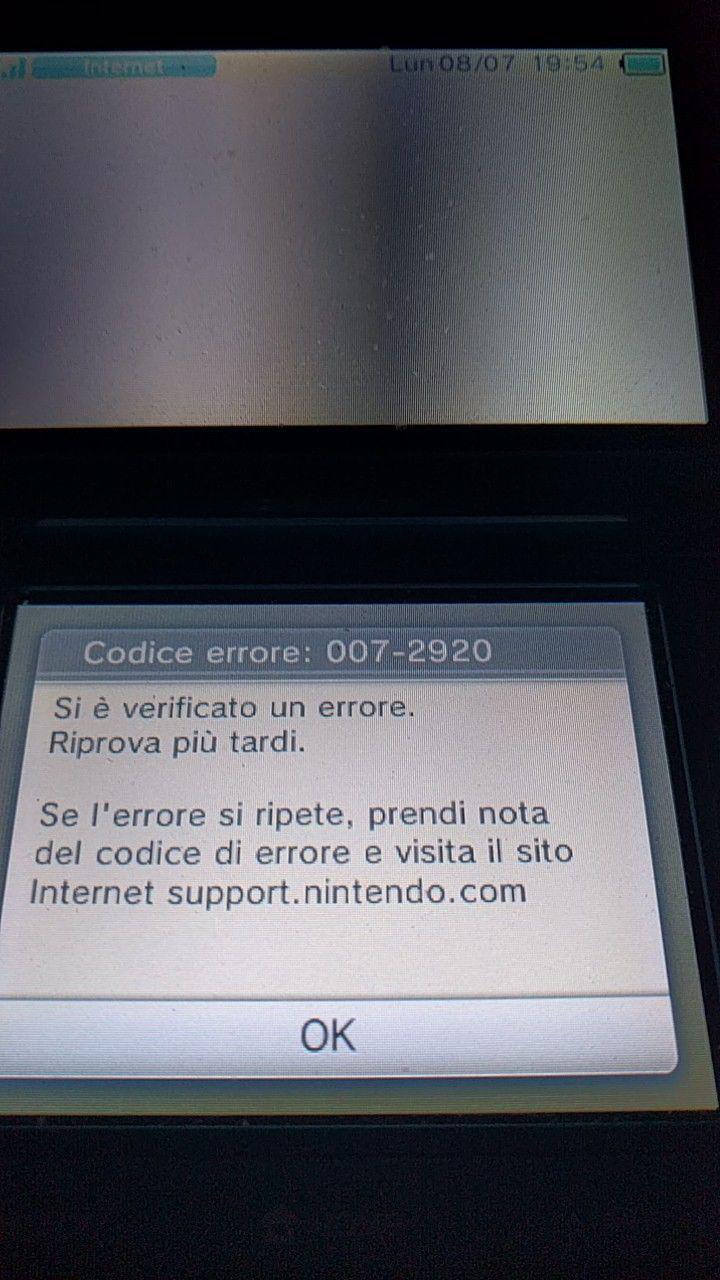 Internet Lun 08/07 19:54
Codice errore: 007-2920
Si è verificato un errore.
Riprova più tardi.
Se l'errore si ripete, prendi nota
del codice di errore e visita il sito
Internet support.nintendo.com
OK